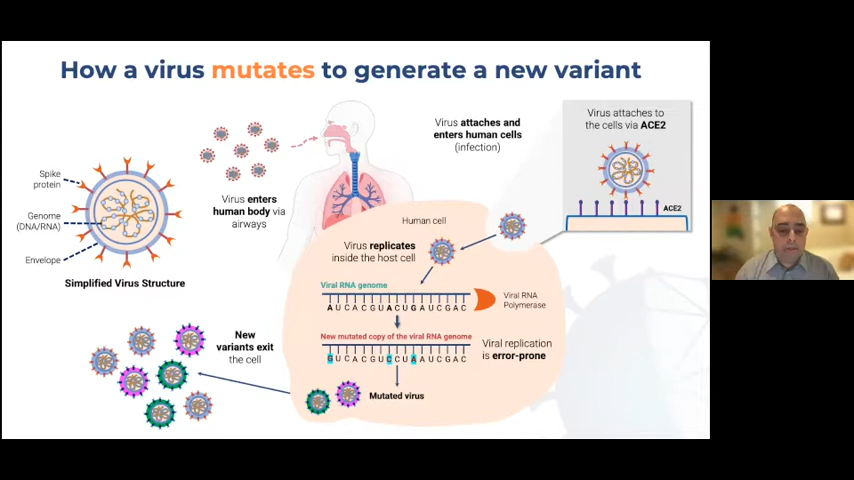 How a virus mutates to generate a new variant
Spike
protein
Genome
(DNA/RNA)
Envelope
Simplified Virus Structure
Virus enters
human body via
airways
Virus attaches and
enters human cells
(infection)
Virus attaches to
the cells via ACE2
ACE2
Human cell
Virus replicates
inside the host cell
Viral RNA genome
AUCACGUACUGAUCGAC
Viral RNA
Polymerase
New mutated copy of the viral RNA genome
GUCACGUCCUAAUCGAC
Viral replication
is error-prone
Mutated virus
New
variants exit
the cell